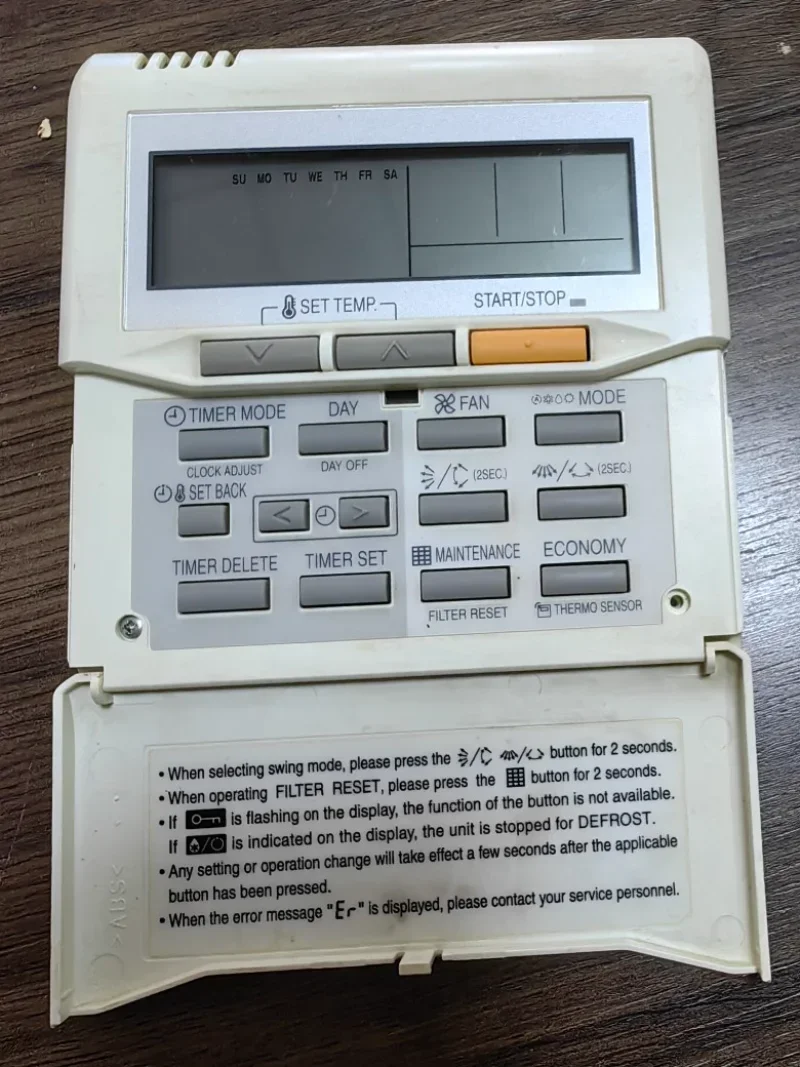 SU MO TU WE TH FR SA
SET TEMP.
START/STOP
TIMER MODE
CLOCK ADJUST
DAY
DAY OFF
FAN
MODE
SET BACK
< >
(2SEC.)
(2SEC.)
TIMER DELETE
TIMER SET
MAINTENANCE
FILTER RESET
ECONOMY
THERMO SENSOR
• When selecting swing mode, please press the / / button for 2 seconds.
• When operating FILTER RESET, please press the button for 2 seconds.
• If is flashing on the display, the function of the button is not available.
If / is indicated on the display, the unit is stopped for DEFROST.
• Any setting or operation change will take effect a few seconds after the applicable
button has been pressed.
• When the error message "Er" is displayed, please contact your service personnel.
>ABS<